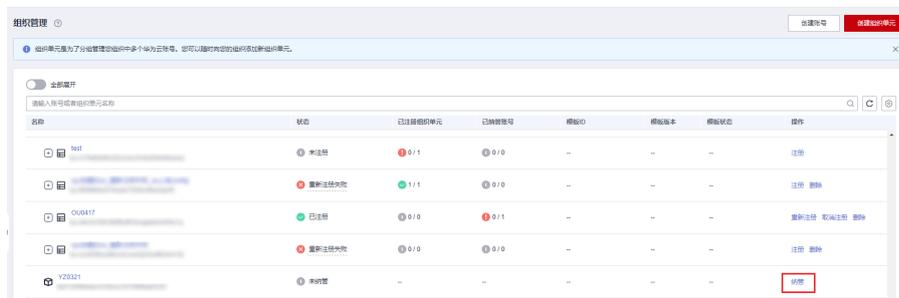 组织管理
创建账号 创建组织单元
组织单元是为了分组管理您组织中多个华为云账号。您可以随时向您的组织添加新组织单元。
全部展开
请输入账号或者组织单元名称
名称 状态 已注册组织单元 已纳管账号 模板ID 模板版本 模板状态 操作
test 未注册 0 / 1 0 / 0 -- -- -- 注册
重新注册失败 1 / 1 0 / 0 -- -- -- 注册 删除
OU0417 已注册 0 / 0 0 / 1 -- -- -- 重新注册 取消注册 删除
重新注册失败 0 / 0 0 / 0 -- -- -- 注册 删除
YZ0321 未纳管 -- -- -- -- -- 纳管